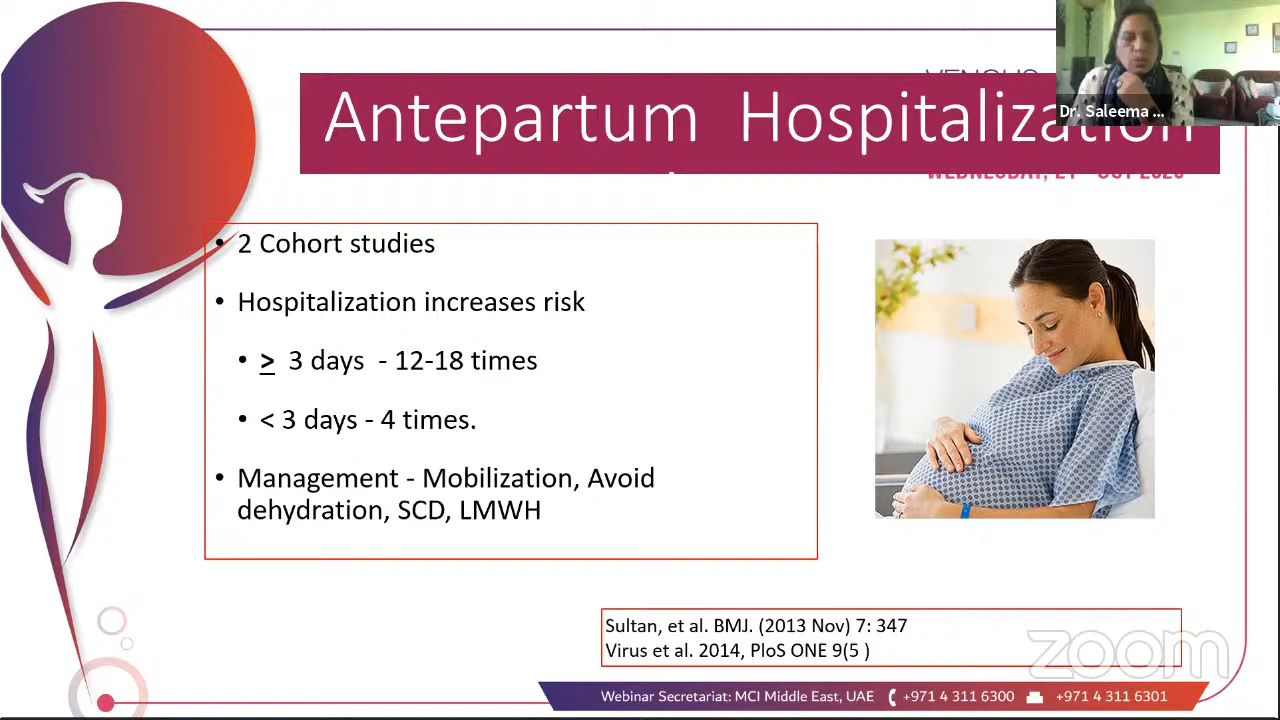 Antepartum Hospitalization
Dr. Saleema ...
• 2 Cohort studies
• Hospitalization increases risk
• ≥ 3 days - 12-18 times
• < 3 days - 4 times.
• Management - Mobilization, Avoid
dehydration, SCD, LMWH
Sultan, et al. BMJ. (2013 Nov) 7: 347
Virus et al. 2014, PloS ONE 9(5 )
zoom
Webinar Secretariat: MCI Middle East, UAE +971 4 311 6300 +971 4 311 6301